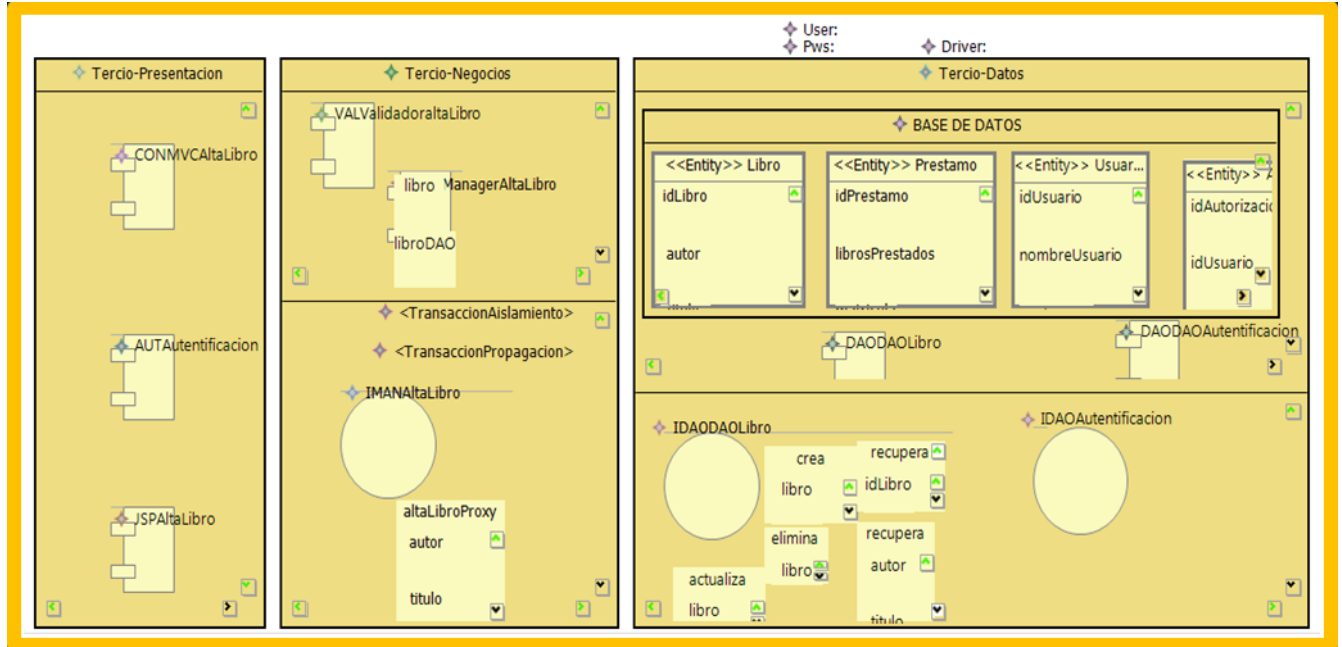 User:
Pws:
Driver:
Tercio-Presentacion
CONMVCAltaLibro
AUTAutentificacion
JSPAltaLibro
Tercio-Negocios
VALValidadoraltaLibro
libro
ManagerAltaLibro
libroDAO
<TransaccionAislamiento>
<TransaccionPropagacion>
IMANAltaLibro
altaLibroProxy
autor
titulo
Tercio-Datos
BASE DE DATOS
<<Entity>> Libro
idLibro
autor
<<Entity>> Prestamo
idPrestamo
librosPrestados
<<Entity>> Usuar...
idUsuario
nombreUsuario
<<Entity>> A
idAutorizacic
idUsuario
DAODAOLibro
DAODAOAutentificacion
IDAODAOLibro
crea
libro
recupera
idLibro
elimina
libro
recupera
autor
titulo
actualiza
libro
IDAOAutentificacion